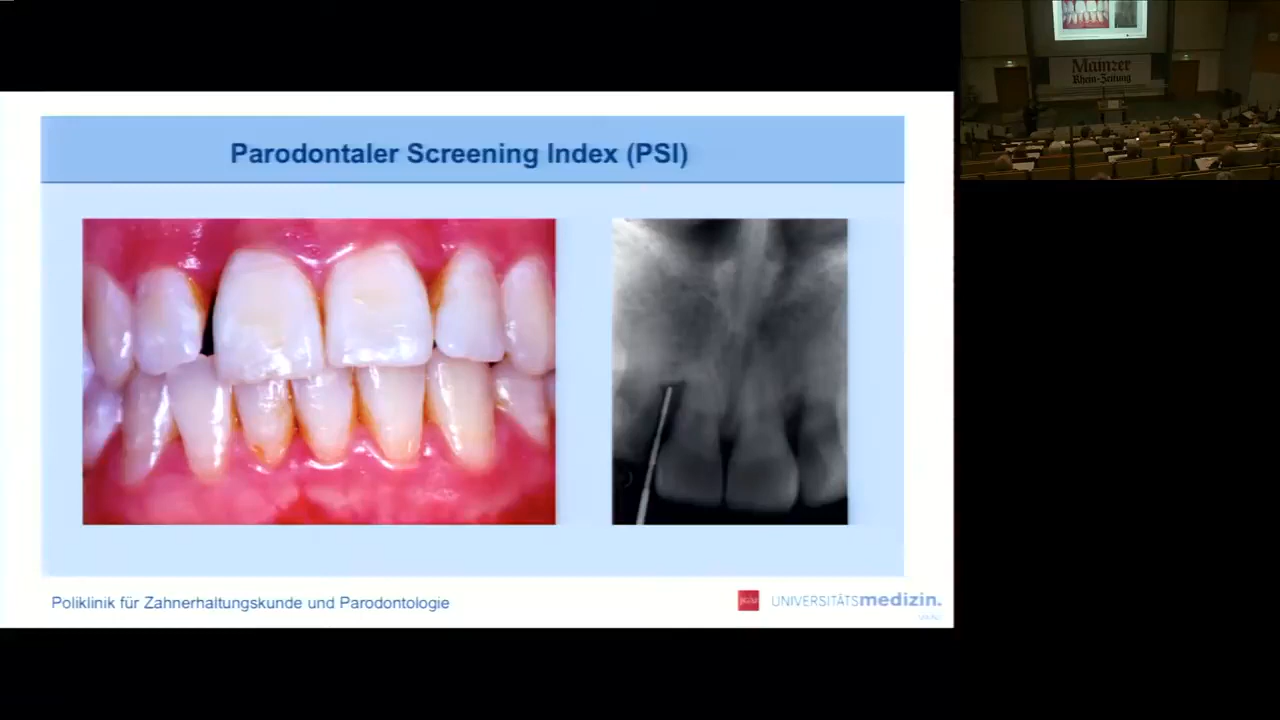 Parodontaler Screening Index (PSI)
Poliklinik für Zahnerhaltungskunde und Parodontologie
UNIVERSITÄTSmedizin.
Mainzer
Rhein-Zeitung